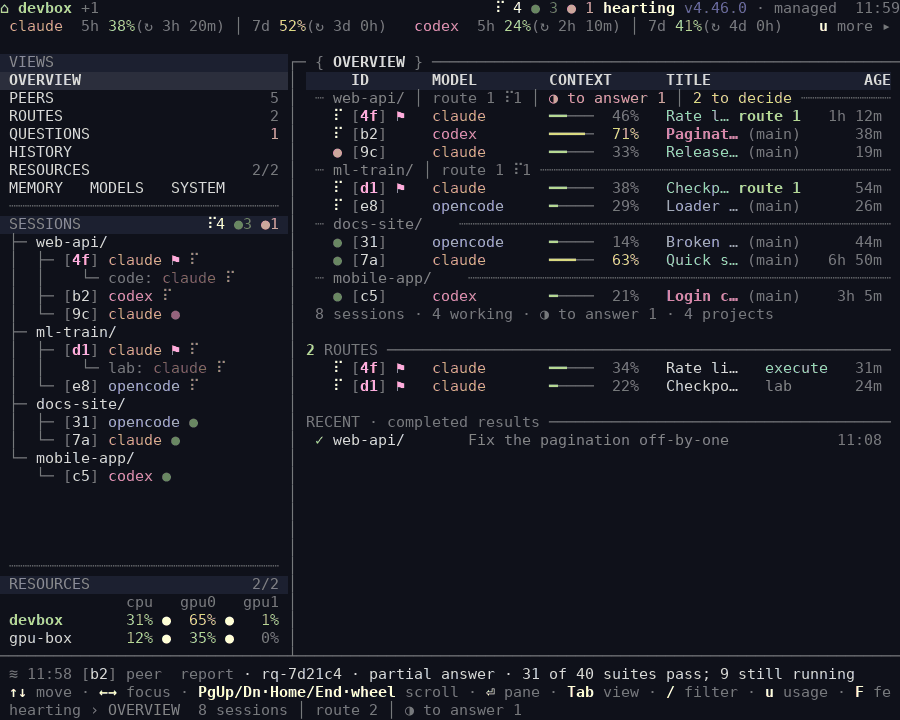 ⌂ devbox +1 ⠏ 4 ● 3 ● 1 hearting v4.46.0 · managed 11:59
claude 5h 38%(↻ 3h 20m) │ 7d 52%(↻ 3d 0h) codex 5h 24%(↻ 2h 10m) │ 7d 41%(↻ 4d 0h) u more ▸
VIEWS
OVERVIEW
PEERS 5
ROUTES 2
QUESTIONS 1
HISTORY
RESOURCES 2/2
MEMORY MODELS SYSTEM
SESSIONS ⠏4 ●3 ●1
├─ web-api/
│ ├─ [4f] claude ⚑ ⠏
│ │ └─ code: claude ⠏
│ ├─ [b2] codex ⠏
│ └─ [9c] claude ●
├─ ml-train/
│ ├─ [d1] claude ⚑ ⠏
│ │ └─ lab: claude ⠏
│ └─ [e8] opencode ⠏
├─ docs-site/
│ ├─ [31] opencode ●
│ └─ [7a] claude ●
└─ mobile-app/
└─ [c5] codex ●
RESOURCES 2/2
cpu gpu0 gpu1
devbox 31% ● 65% ● 1%
gpu-box 12% ● 35% ● 0%
{ OVERVIEW }
ID MODEL CONTEXT TITLE AGE
web-api/ │ route 1 ⠏1 │ ◑ to answer 1 │ 2 to decide
⠏ [4f] ⚑ claude 46% Rate l… route 1 1h 12m
⠏ [b2] codex 71% Paginat… (main) 38m
● [9c] claude 33% Release… (main) 19m
ml-train/ │ route 1 ⠏1
⠏ [d1] ⚑ claude 38% Checkp… route 1 54m
⠏ [e8] opencode 29% Loader … (main) 26m
docs-site/
● [31] opencode 14% Broken … (main) 44m
● [7a] claude 63% Quick s… (main) 6h 50m
mobile-app/
● [c5] codex 21% Login c… (main) 3h 5m
8 sessions · 4 working · ◑ to answer 1 · 4 projects
2 ROUTES
⠏ [4f] ⚑ claude 34% Rate li… execute 31m
⠏ [d1] ⚑ claude 22% Checkpo… lab 24m
RECENT · completed results
✓ web-api/ Fix the pagination off-by-one 11:08
≋ 11:58 [b2] peer report · rq-7d21c4 · partial answer · 31 of 40 suites pass; 9 still running
↑↓ move · ←→ focus · PgUp/Dn·Home/End·wheel scroll · ⏎ pane · Tab view · / filter · u usage · F fe
hearting › OVERVIEW 8 sessions │ route 2 │ ◑ to answer 1